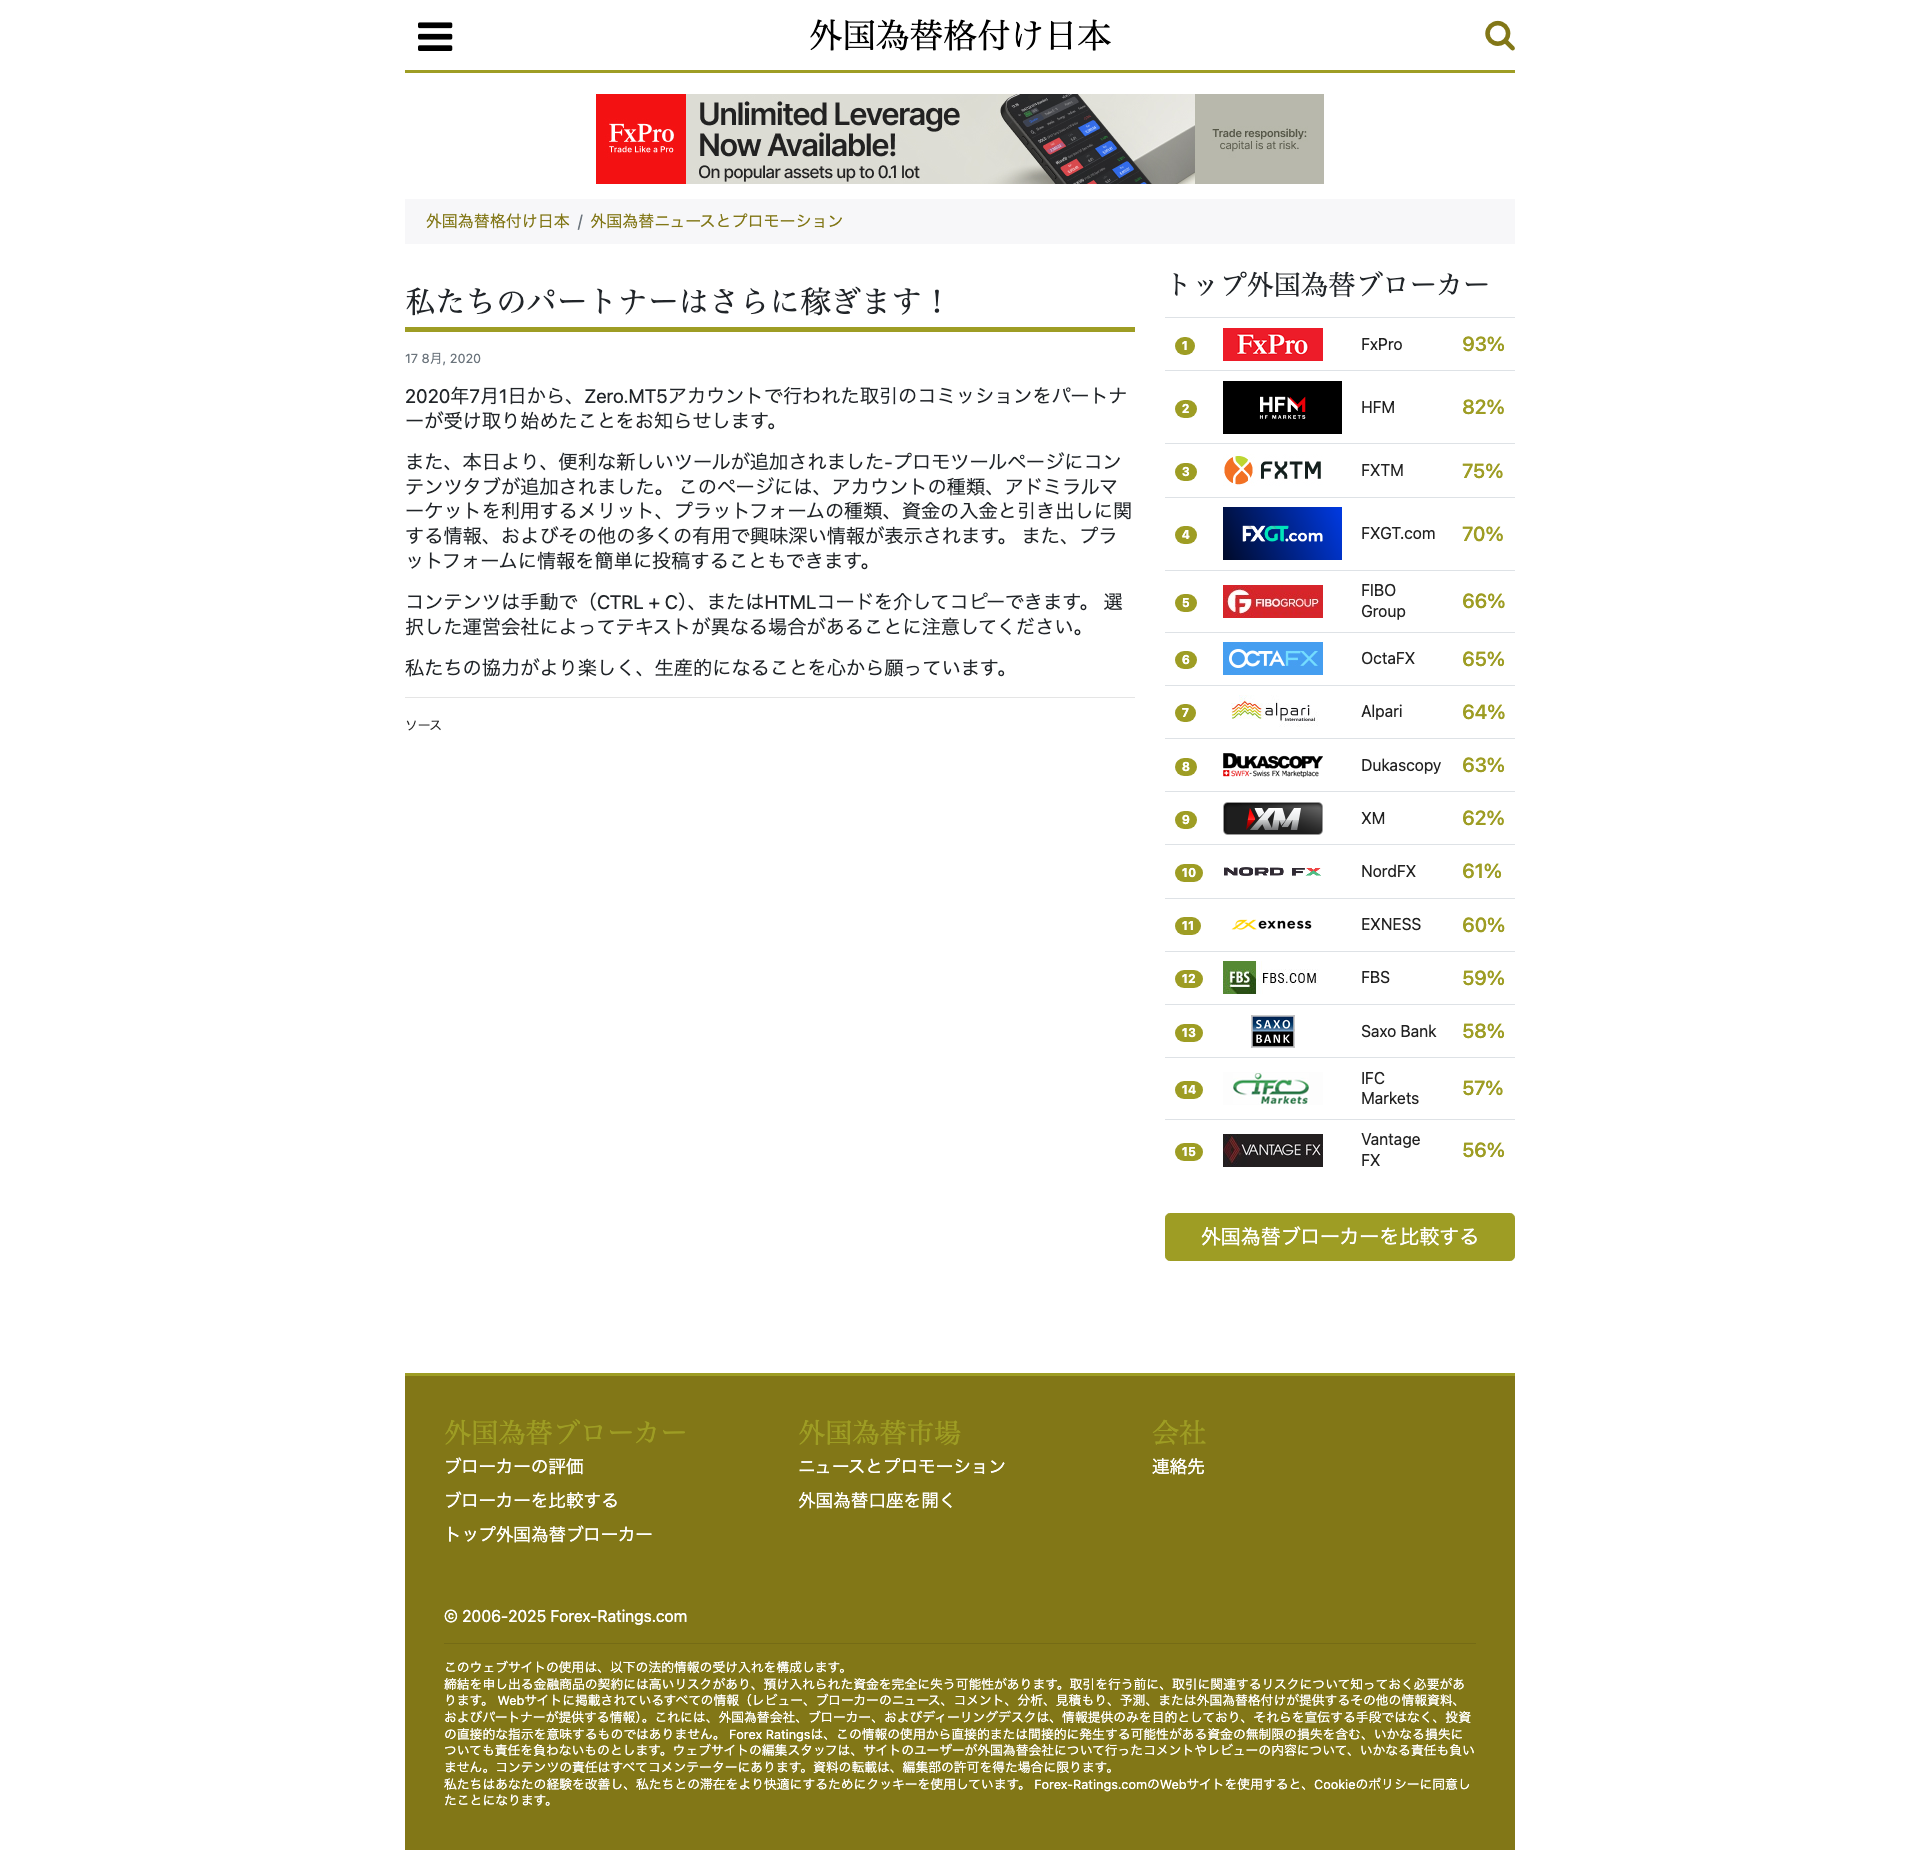 外国為替格付け日本
FxPro
Trade Like a Pro
Unlimited Leverage
Now Available!
On popular assets up to 0.1 lot
Trade responsibly:
capital is at risk.
外国為替格付け日本 / 外国為替ニュースとプロモーション
私たちのパートナーはさらに稼ぎます！
17 8月, 2020
2020年7月1日から、Zero.MT5アカウントで行われた取引のコミッションをパートナ
ーが受け取り始めたことをお知らせします。
また、本日より、便利な新しいツールが追加されました-プロモツールページにコン
テンツタブが追加されました。 このページには、アカウントの種類、アドミラルマ
ーケットを利用するメリット、プラットフォームの種類、資金の入金と引き出しに関
する情報、およびその他の多くの有用で興味深い情報が表示されます。 また、プラ
ットフォームに情報を簡単に投稿することもできます。
コンテンツは手動で（CTRL + C）、またはHTMLコードを介してコピーできます。 選
択した運営会社によってテキストが異なる場合があることに注意してください。
私たちの協力がより楽しく、生産的になることを心から願っています。
ソース
トップ外国為替ブローカー
1 FxPro FxPro 93%
2 HFM HF MARKETS HFM 82%
3 FXTM FXTM 75%
4 FXGT.com FXGT.com 70%
5 FIBOGROUP FIBO Group 66%
6 OCTAFX OctaFX 65%
7 alpari International Alpari 64%
8 DUKASCOPY SWFX-Swiss FX Marketplace Dukascopy 63%
9 XM XM 62%
10 NORD FX NordFX 61%
11 exness EXNESS 60%
12 FBS FBS.COM FBS 59%
13 SAXO BANK Saxo Bank 58%
14 IFC Markets IFC Markets 57%
15 VANTAGE FX Vantage FX 56%
外国為替ブローカーを比較する
外国為替ブローカー
ブローカーの評価
ブローカーを比較する
トップ外国為替ブローカー
外国為替市場
ニュースとプロモーション
外国為替口座を開く
会社
連絡先
© 2006-2025 Forex-Ratings.com
このウェブサイトの使用は、以下の法的情報の受け入れを構成します。
締結を申し出る金融商品の契約には高いリスクがあり、預け入れられた資金を完全に失う可能性があります。取引を行う前に、取引に関連するリスクについて知っておく必要があ
ります。 Webサイトに掲載されているすべての情報（レビュー、ブローカーのニュース、コメント、分析、見積もり、予測、または外国為替格付けが提供するその他の情報資料、
およびパートナーが提供する情報）。これには、外国為替会社、ブローカー、およびディーリングデスクは、情報提供のみを目的としており、それらを宣伝する手段ではなく、投資
の直接的な指示を意味するものではありません。 Forex Ratingsは、この情報の使用から直接的または間接的に発生する可能性がある資金の無制限の損失を含む、いかなる損失に
ついても責任を負わないものとします。ウェブサイトの編集スタッフは、サイトのユーザーが外国為替会社について行ったコメントやレビューの内容について、いかなる責任も負い
ません。コンテンツの責任はすべてコメンテーターにあります。資料の転載は、編集部の許可を得た場合に限ります。
私たちはあなたの経験を改善し、私たちとの滞在をより快適にするためにクッキーを使用しています。 Forex-Ratings.comのWebサイトを使用すると、Cookieのポリシーに同意し
たことになります。